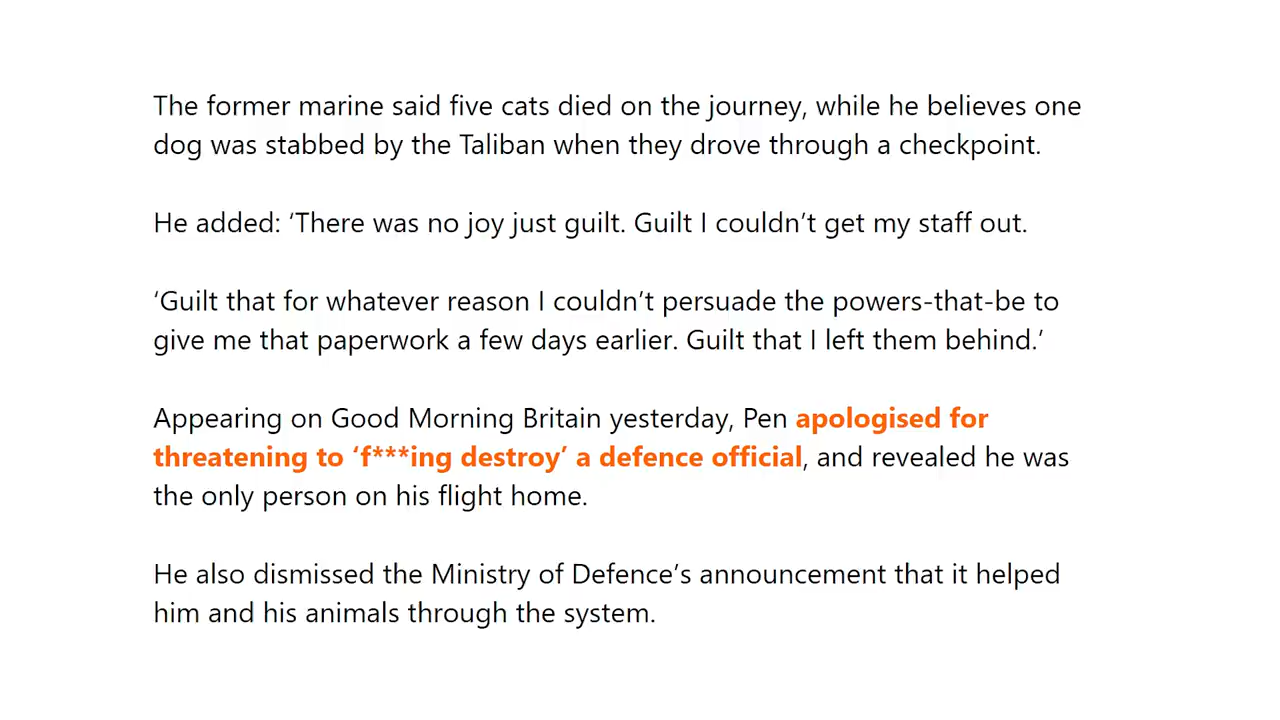 The former marine said five cats died on the journey, while he believes one
dog was stabbed by the Taliban when they drove through a checkpoint.
He added: ‘There was no joy just guilt. Guilt I couldn’t get my staff out.
‘Guilt that for whatever reason I couldn’t persuade the powers-that-be to
give me that paperwork a few days earlier. Guilt that I left them behind.’
Appearing on Good Morning Britain yesterday, Pen apologised for
threatening to ‘f***ing destroy’ a defence official, and revealed he was
the only person on his flight home.
He also dismissed the Ministry of Defence’s announcement that it helped
him and his animals through the system.